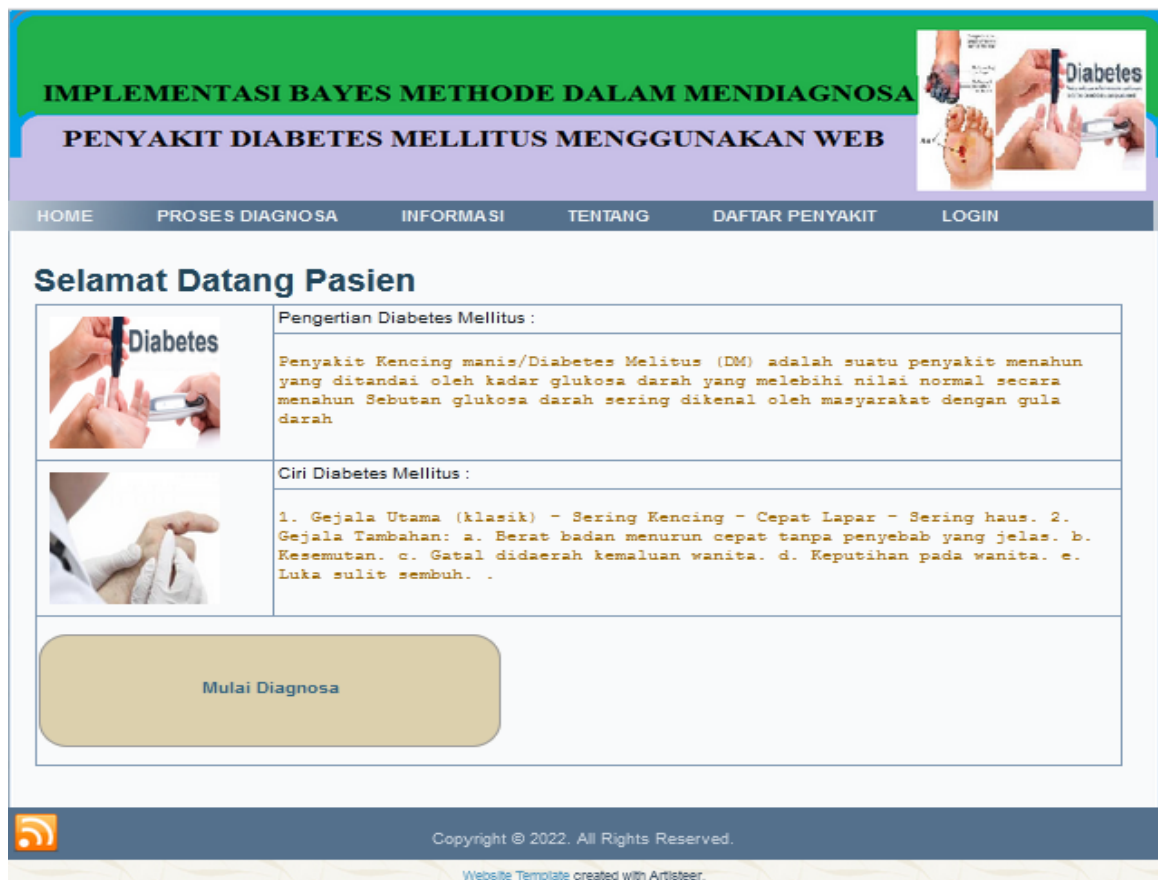 IMPLEMENTASI BAYES METHODE DALAM MENDIAGNOSA
PENYAKIT DIABETES MELLITUS MENGGUNAKAN WEB
Diabetes
HOME PROSES DIAGNOSA INFORMASI TENTANG DAFTAR PENYAKIT LOGIN
Selamat Datang Pasien
Diabetes
Pengertian Diabetes Mellitus :
Penyakit Kencing manis/Diabetes Melitus (DM) adalah suatu penyakit menahun
yang ditandai oleh kadar glukosa darah yang melebihi nilai normal secara
menahun Sebutan glukosa darah sering dikenal oleh masyarakat dengan gula
darah
Ciri Diabetes Mellitus :
1. Gejala Utama (klasik) - Sering Kencing - Cepat Lapar - Sering haus. 2.
Gejala Tambahan: a. Berat badan menurun cepat tanpa penyebab yang jelas. b.
Kesemutan. c. Gatal didaerah kemaluan wanita. d. Keputihan pada wanita. e.
Luka sulit sembuh. .
Mulai Diagnosa
Copyright © 2022. All Rights Reserved.
Website Template created with Artisteer.